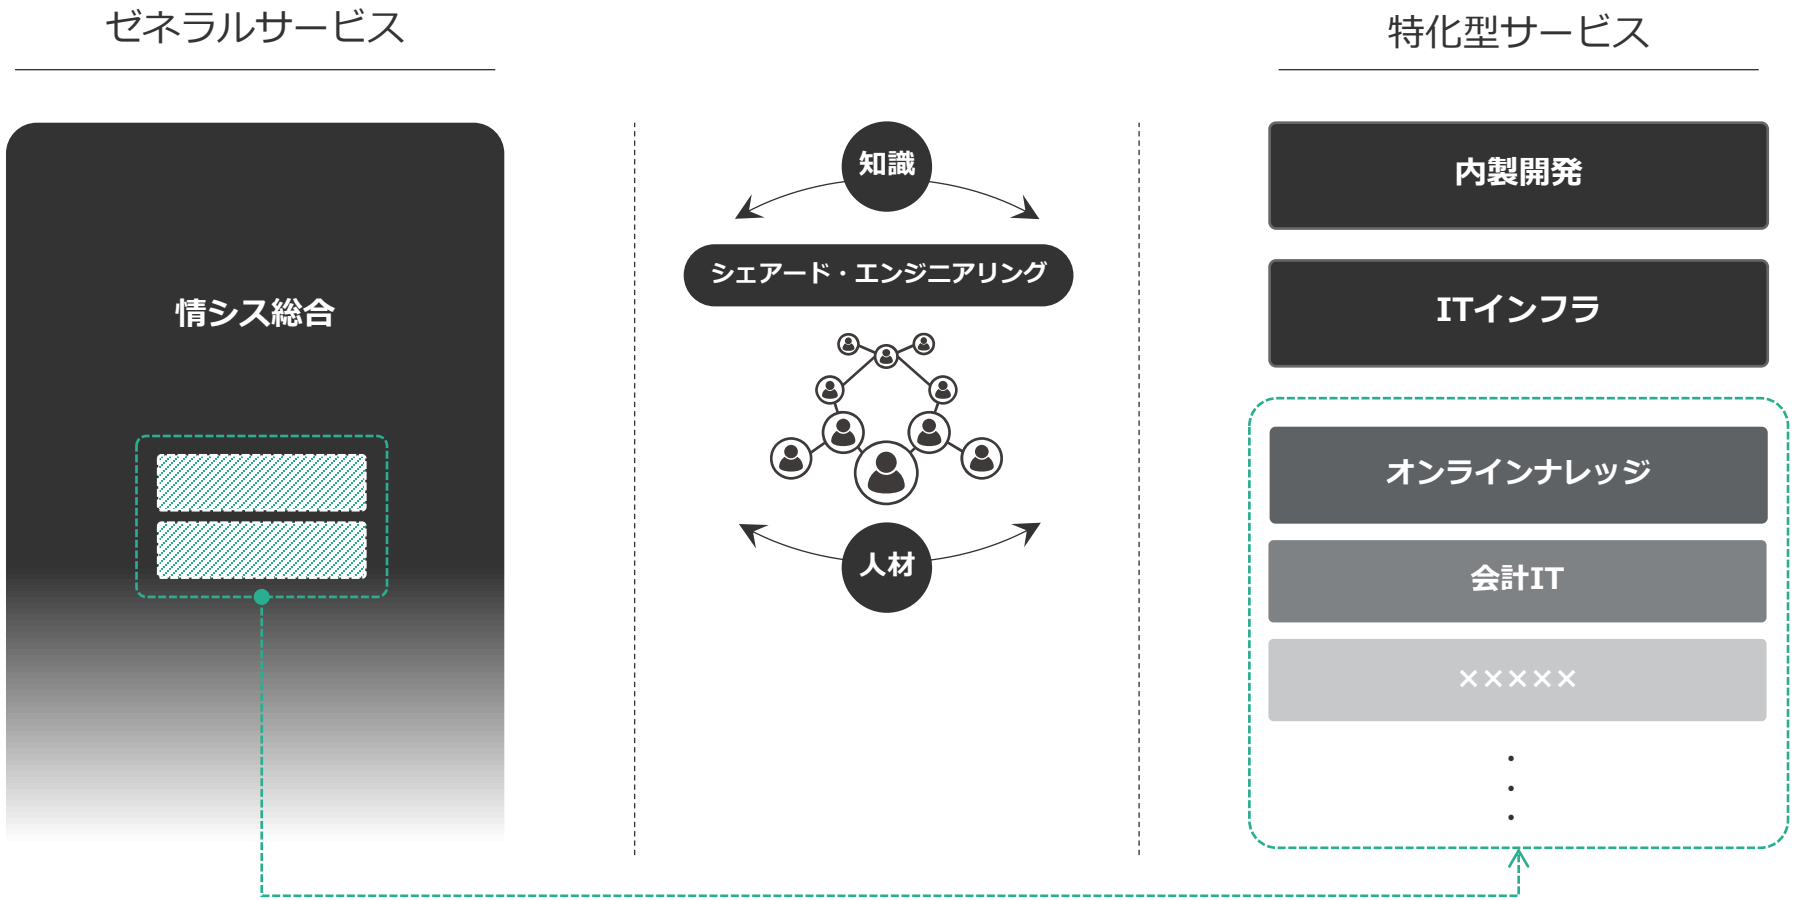 ゼネラルサービス
特化型サービス
情シス総合
知識
シェアード・エンジニアリング
人材
内製開発
ITインフラ
オンラインナレッジ
会計IT
×××××